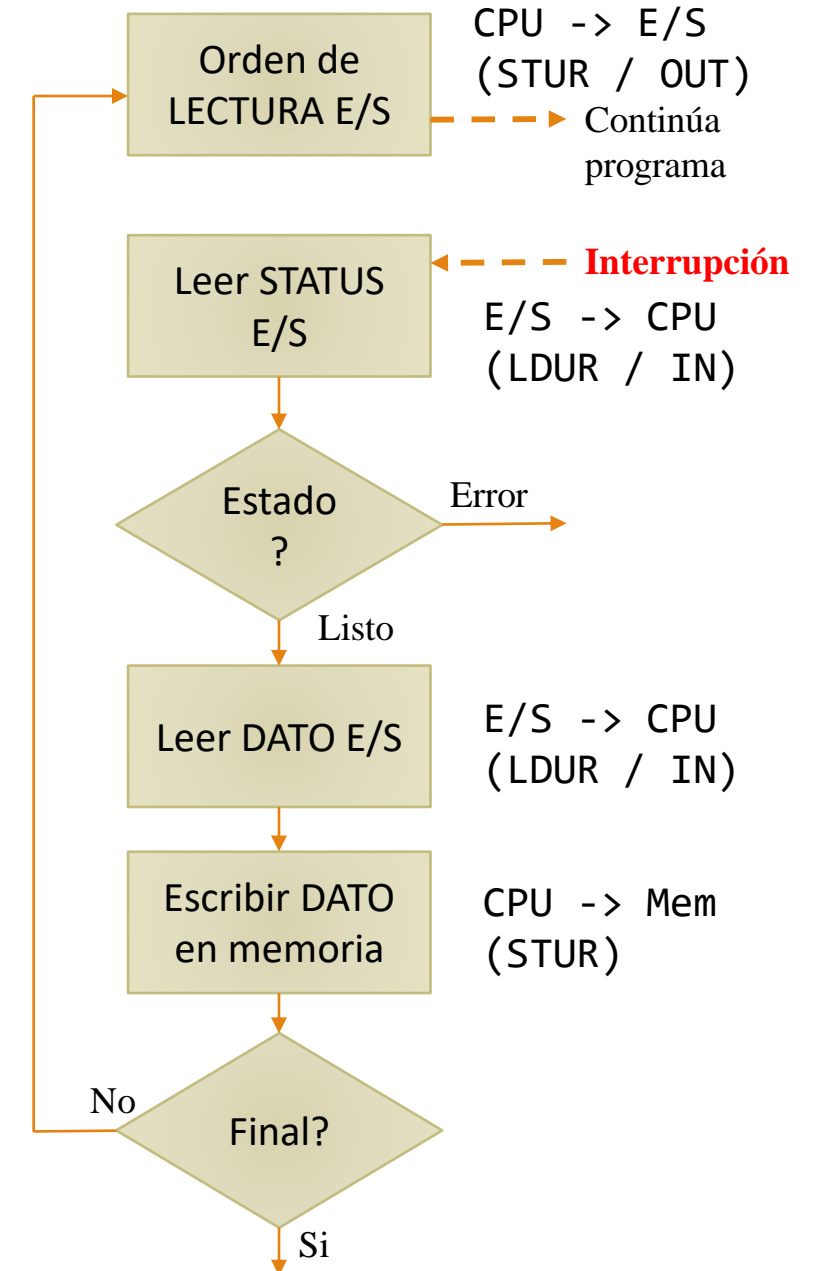 Orden de
LECTURA E/S
CPU -> E/S
(STUR / OUT)
Continúa
programa
Leer STATUS
E/S
Interrupción
E/S -> CPU
(LDUR / IN)
Estado
?
Error
Listo
Leer DATO E/S
E/S -> CPU
(LDUR / IN)
Escribir DATO
en memoria
CPU -> Mem
(STUR)
No
Final?
Si